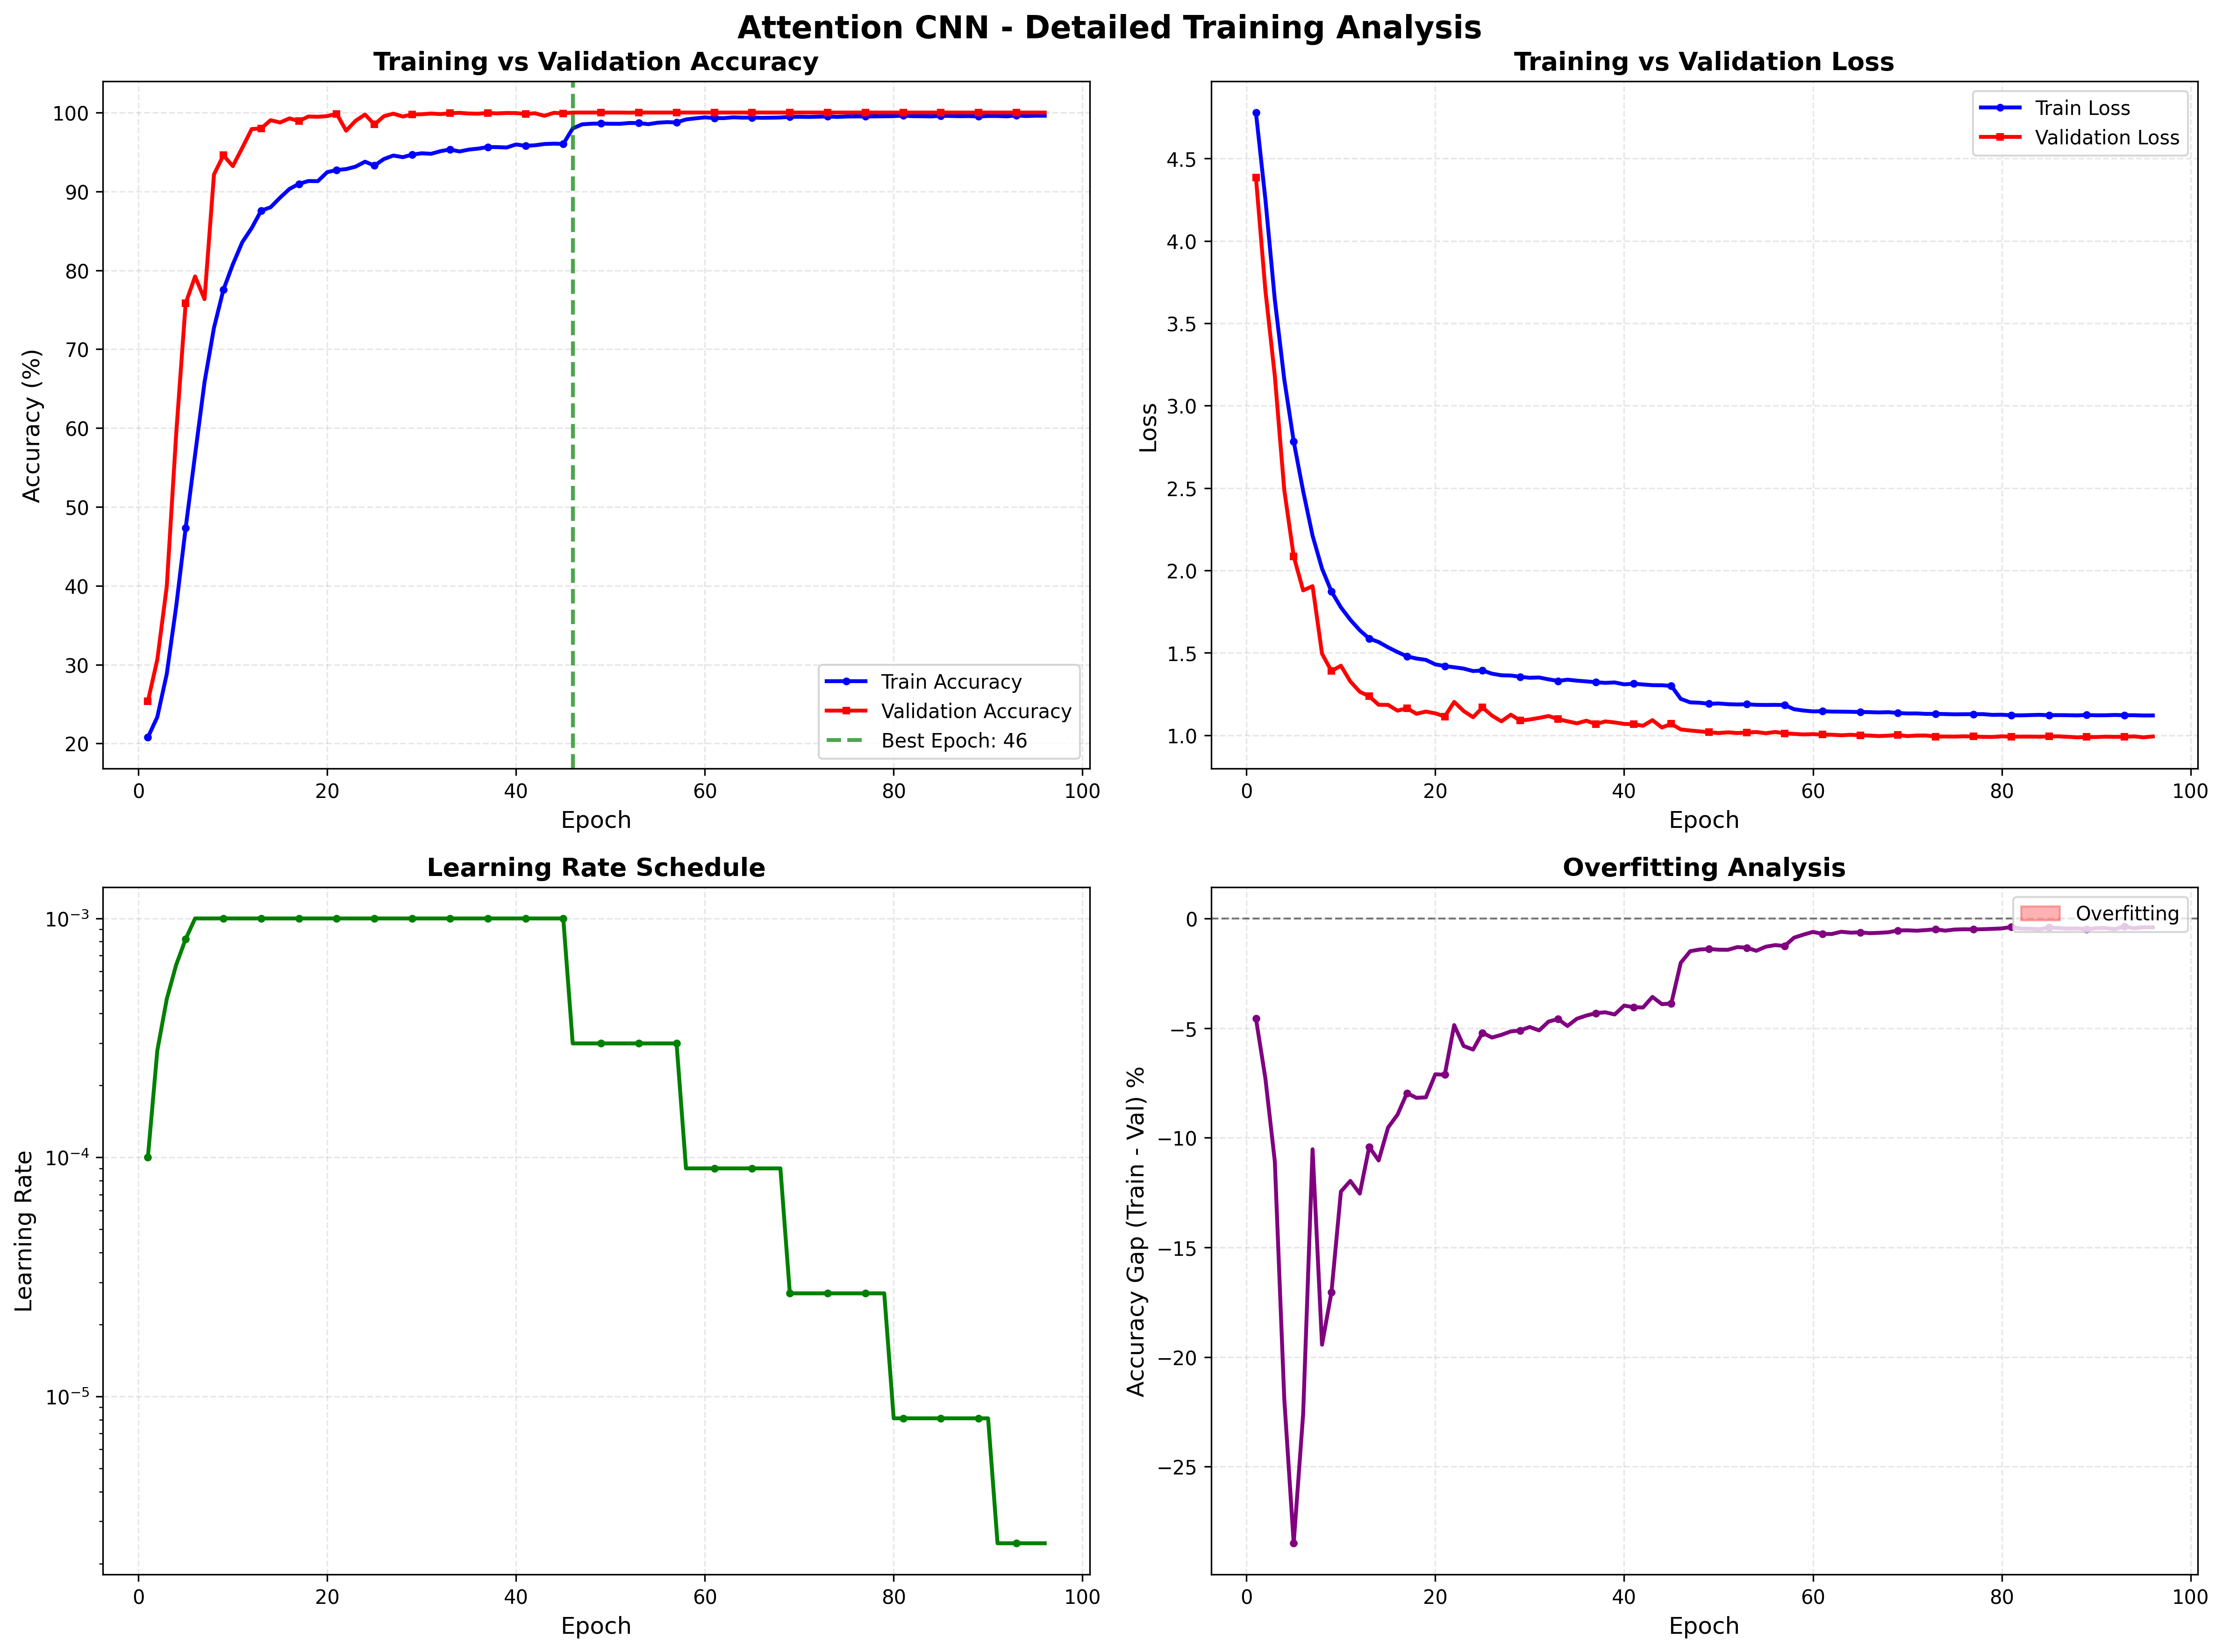 Attention CNN - Detailed Training Analysis
Training vs Validation Accuracy
100
90
80
70
60
50
40
30
20
Accuracy (%)
Train Accuracy
Validation Accuracy
Best Epoch: 46
0 20 40 60 80 100
Epoch
Training vs Validation Loss
4.5
4.0
3.5
3.0
2.5
2.0
1.5
1.0
Loss
Train Loss
Validation Loss
0 20 40 60 80 100
Epoch
Learning Rate Schedule
10⁻³
10⁻⁴
10⁻⁵
Learning Rate
0 20 40 60 80 100
Epoch
Overfitting Analysis
0
−5
−10
−15
−20
−25
Accuracy Gap (Train - Val) %
Overfitting
0 20 40 60 80 100
Epoch